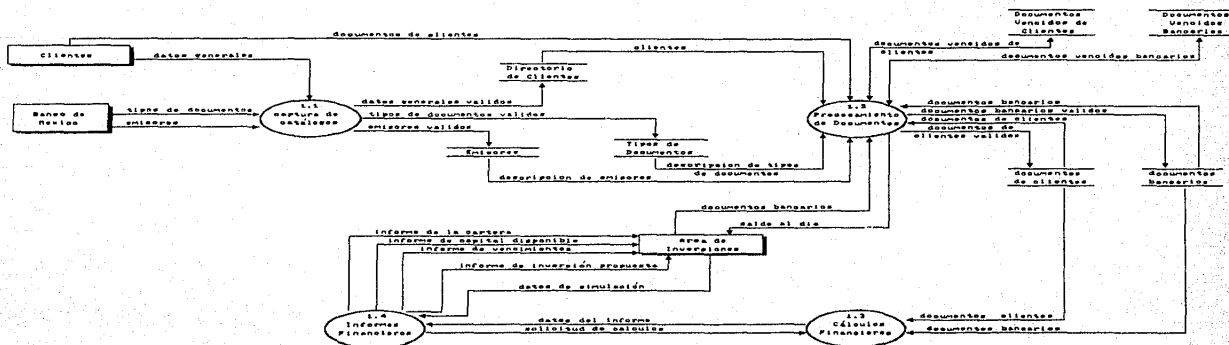 documentos de clientes
Clientes
datos generales
clientes
Directorio
de Clientes
Documentos
Vencidos de
Clientes
Documentos
Vencidos
Bancarios
documentos vencidos de
clientes
documentos vencidos bancarios
Banco de
Mexico
tipos de documentos
emisores
1.1
Captura de
Catálogos
datos generales validos
tipos de documentos validos
emisores validos
Emisores
Tipos de
Documentos
descripcion de tipos
de documentos
descripcion de emisores
1.2
Procesamiento
de Documentos
documentos bancarios
documentos bancarios validos
documentos de clientes
documentos de
clientes validos
documentos
de clientes
documentos
bancarios
documentos bancarios
saldo al dia
informe de la cartera
informe de capital disponible
informe de vencimientos
Area de
Inversiones
informe de inversión propuesta
datos de simulación
1.4
Informes
Financieros
datos del informe
solicitud de calculos
1.3
Cálculos
Financieros
documentos clientes
documentos bancarios